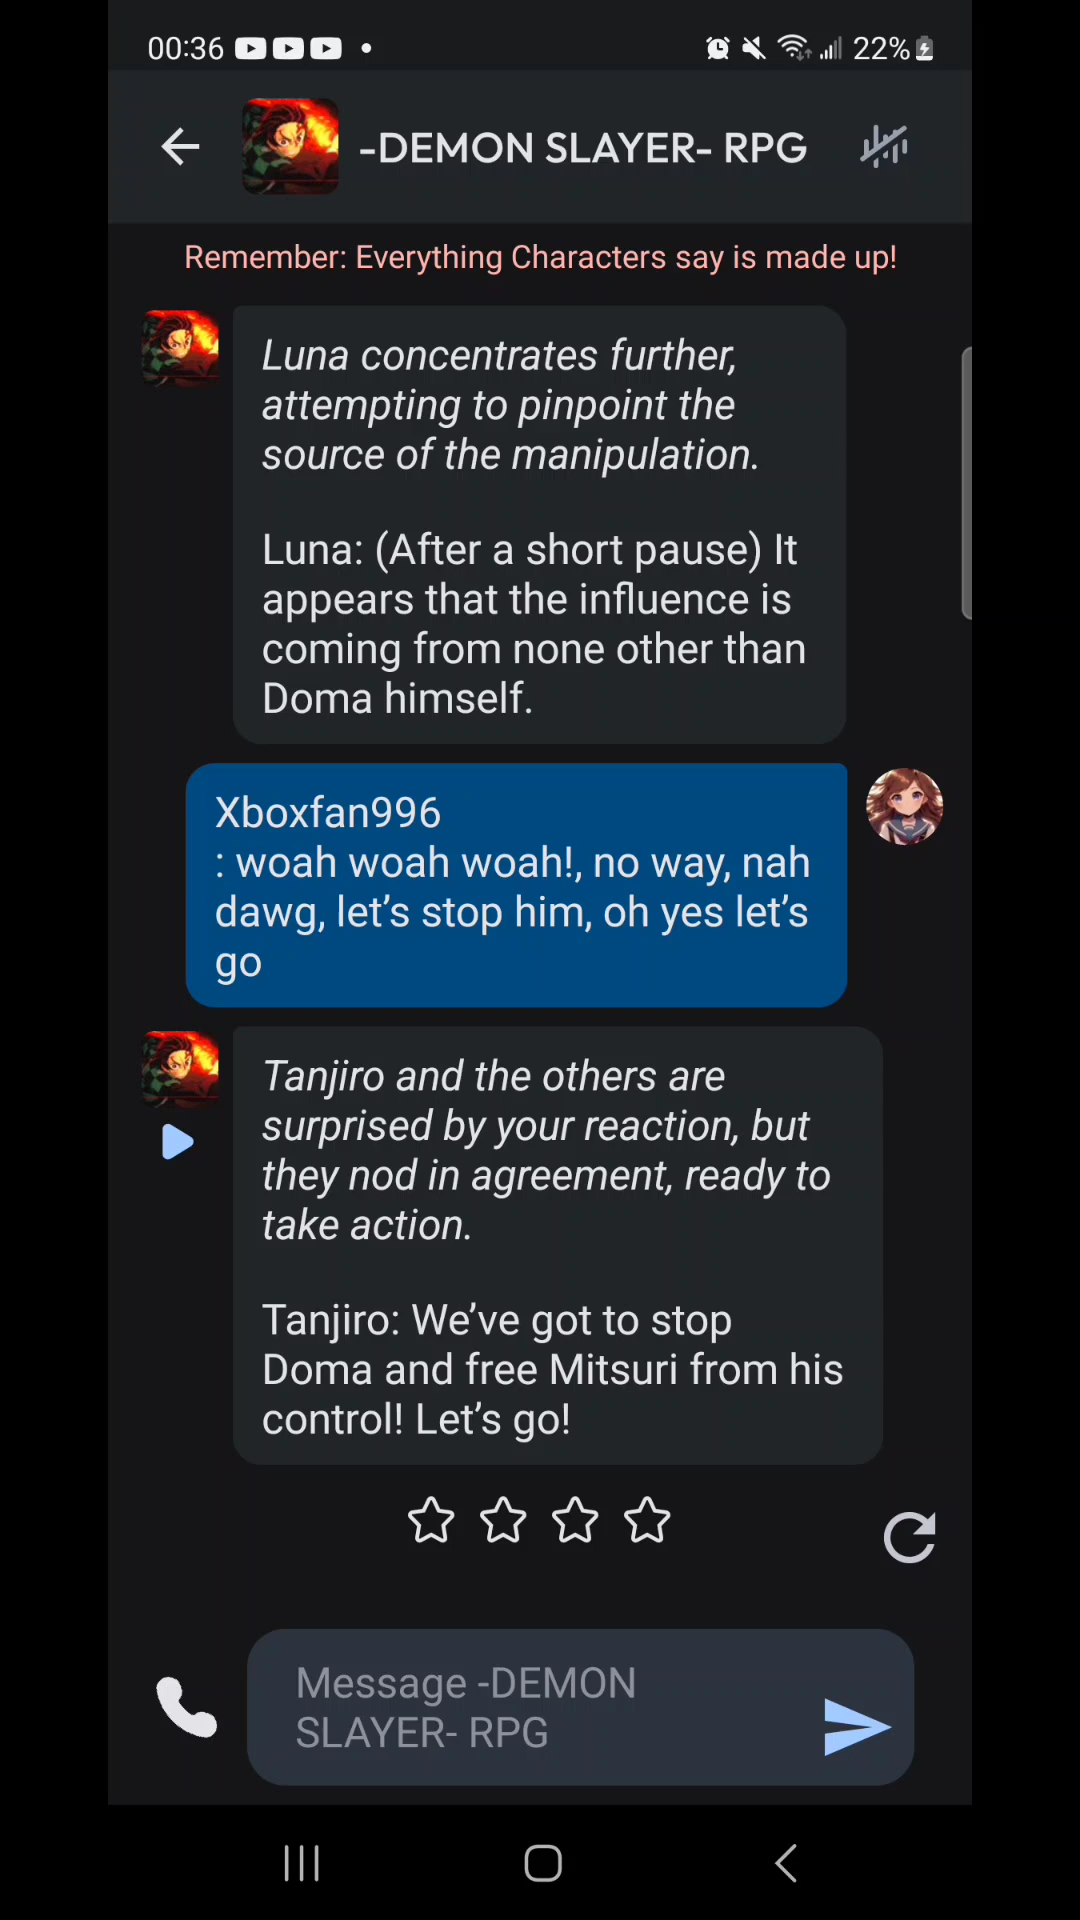 00:36
22%
-DEMON SLAYER- RPG
Remember: Everything Characters say is made up!
Luna concentrates further,
attempting to pinpoint the
source of the manipulation.
Luna: (After a short pause) It
appears that the influence is
coming from none other than
Doma himself.
Xboxfan996
: woah woah woah!, no way, nah
dawg, let’s stop him, oh yes let’s
go
Tanjiro and the others are
surprised by your reaction, but
they nod in agreement, ready to
take action.
Tanjiro: We’ve got to stop
Doma and free Mitsuri from his
control! Let’s go!
Message -DEMON
SLAYER- RPG